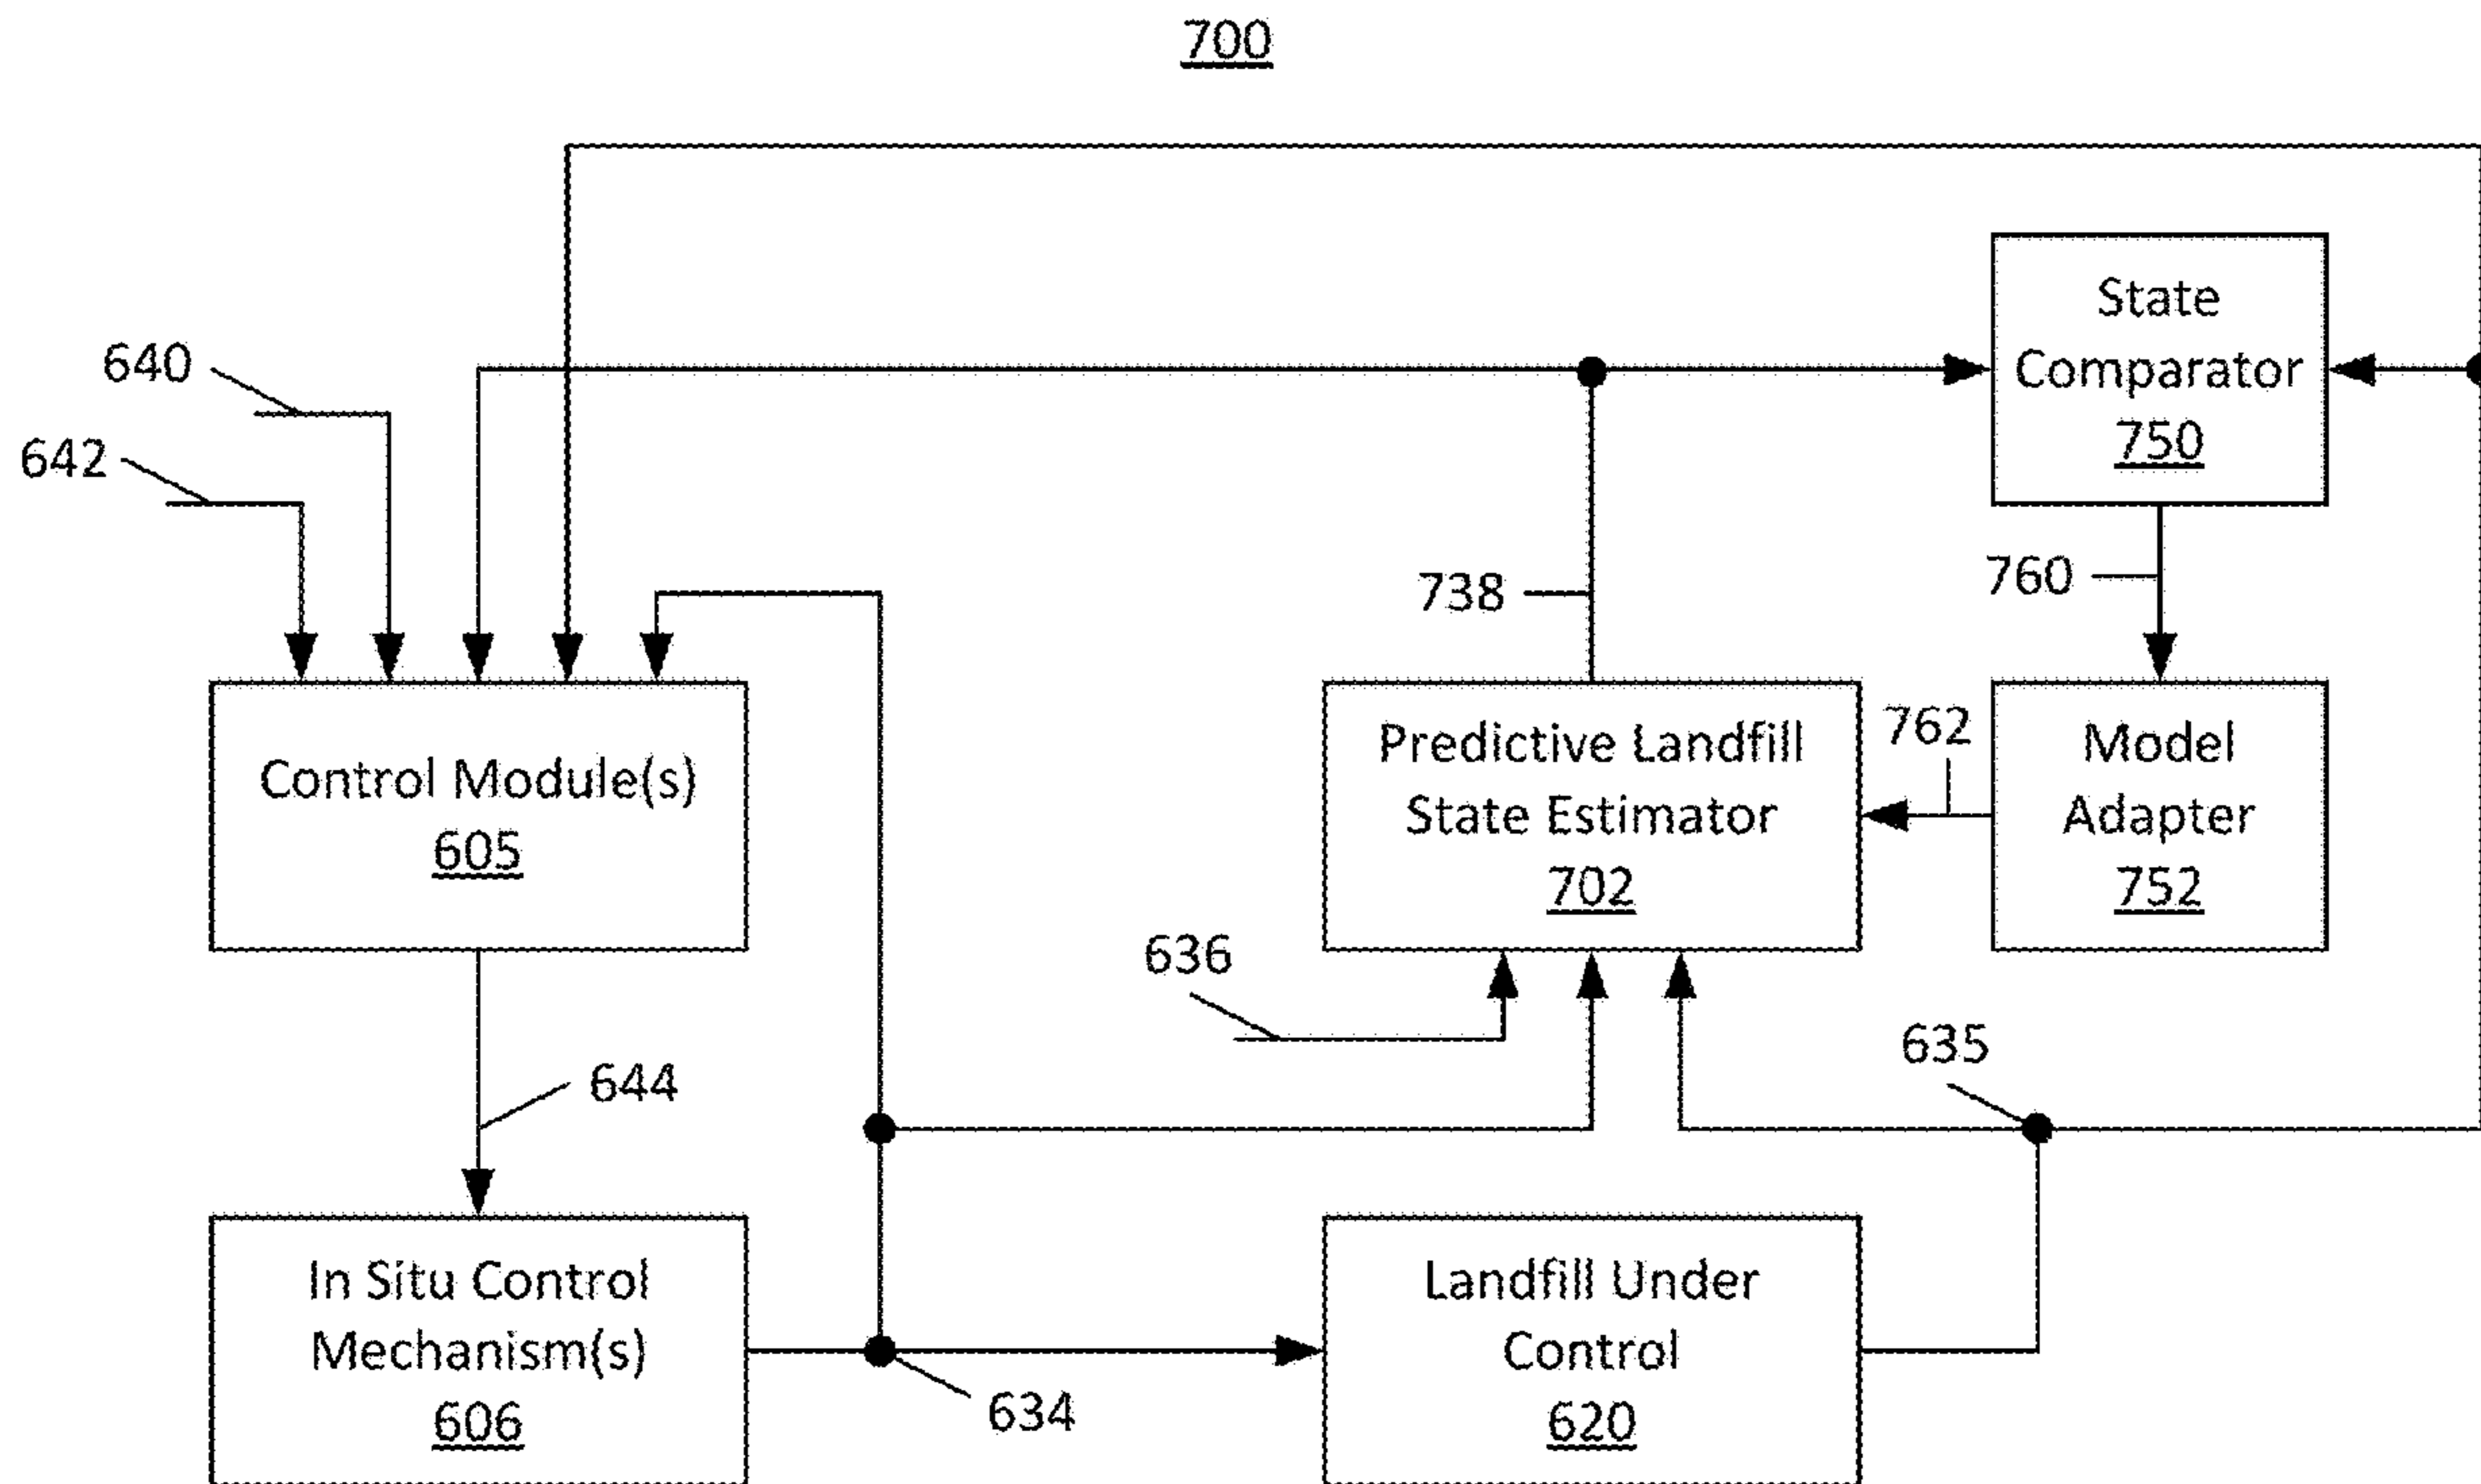 700
640
642
State
Comparator
750
738
760
Control Module(s)
605
Predictive Landfill
State Estimator
702
762
Model
Adapter
752
636
644
635
In Situ Control
Mechanism(s)
606
634
Landfill Under
Control
620